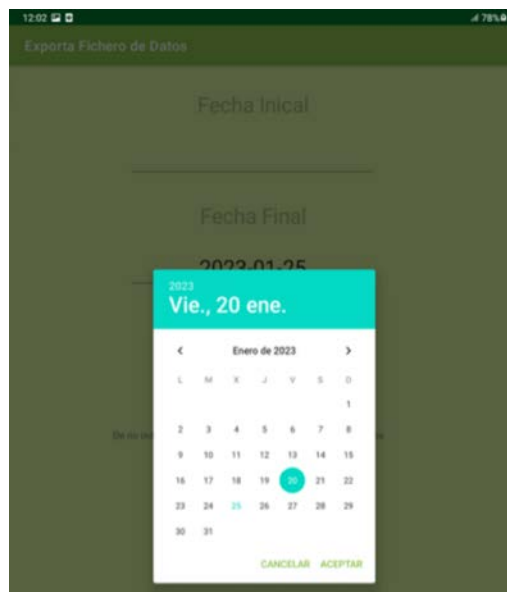 12:02 78%
Exporta Fichero de Datos
Fecha Inical
Fecha Final
2023-01-25
2023
Vie., 20 ene.
Enero de 2023
L M X J V S D
1
2 3 4 5 6 7 8
9 10 11 12 13 14 15
16 17 18 19 20 21 22
23 24 25 26 27 28 29
30 31
De no
CANCELAR ACEPTAR